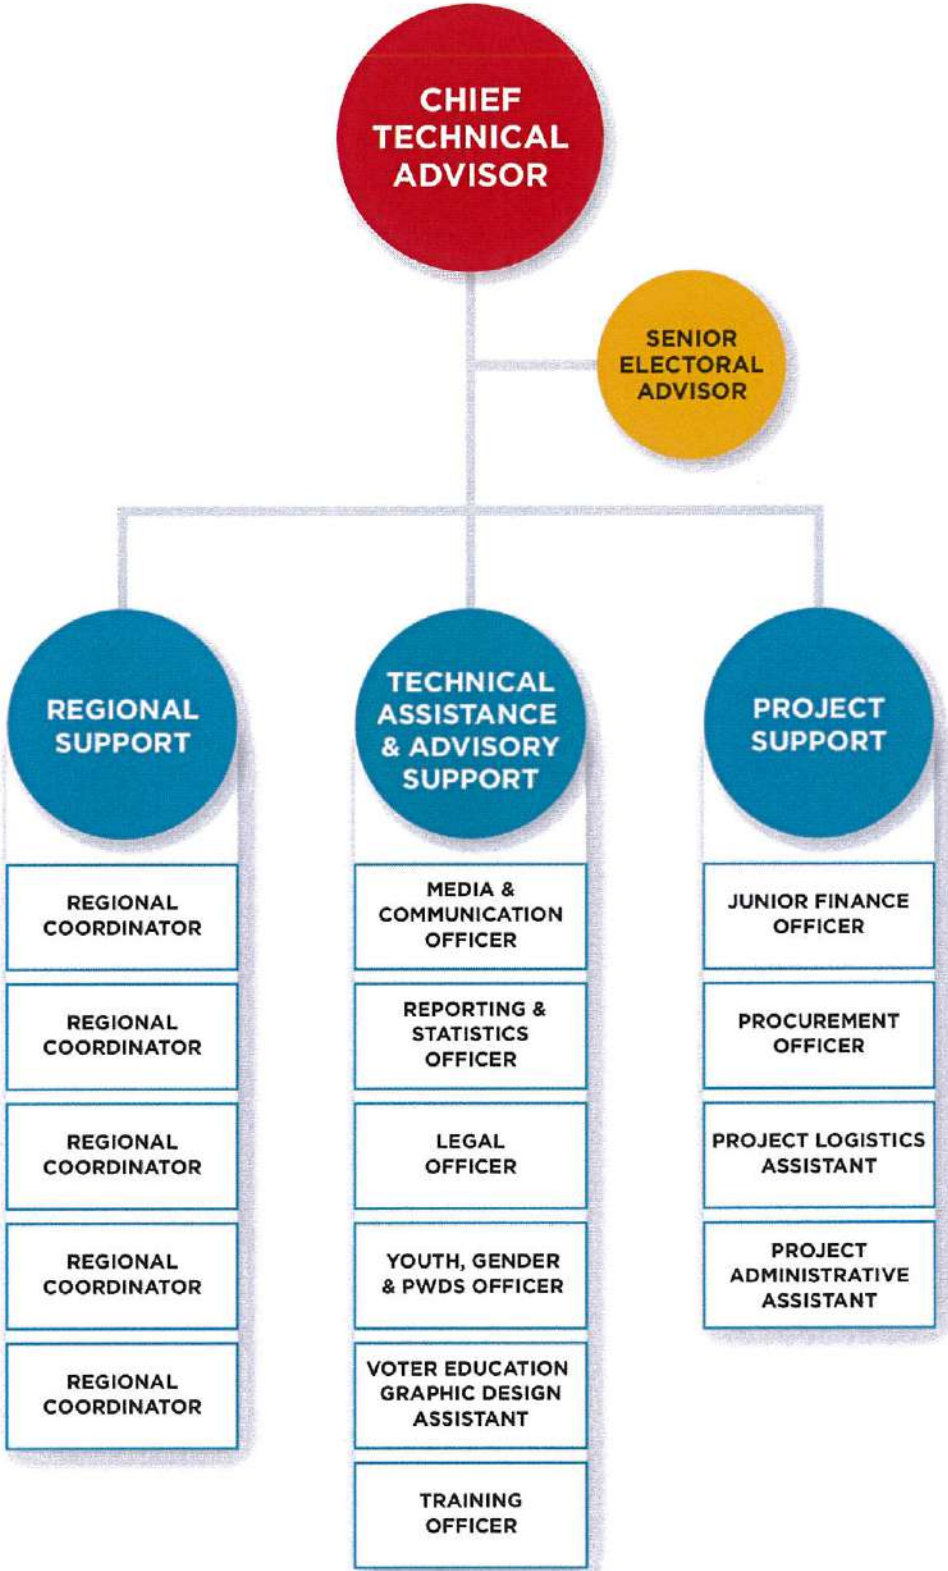 CHIEF
TECHNICAL
ADVISOR
SENIOR
ELECTORAL
ADVISOR
REGIONAL
SUPPORT
TECHNICAL
ASSISTANCE
& ADVISORY
SUPPORT
PROJECT
SUPPORT
REGIONAL
COORDINATOR
REGIONAL
COORDINATOR
REGIONAL
COORDINATOR
REGIONAL
COORDINATOR
REGIONAL
COORDINATOR
MEDIA &
COMMUNICATION
OFFICER
REPORTING &
STATISTICS
OFFICER
LEGAL
OFFICER
YOUTH, GENDER
& PWDS OFFICER
VOTER EDUCATION
GRAPHIC DESIGN
ASSISTANT
TRAINING
OFFICER
JUNIOR FINANCE
OFFICER
PROCUREMENT
OFFICER
PROJECT LOGISTICS
ASSISTANT
PROJECT
ADMINISTRATIVE
ASSISTANT